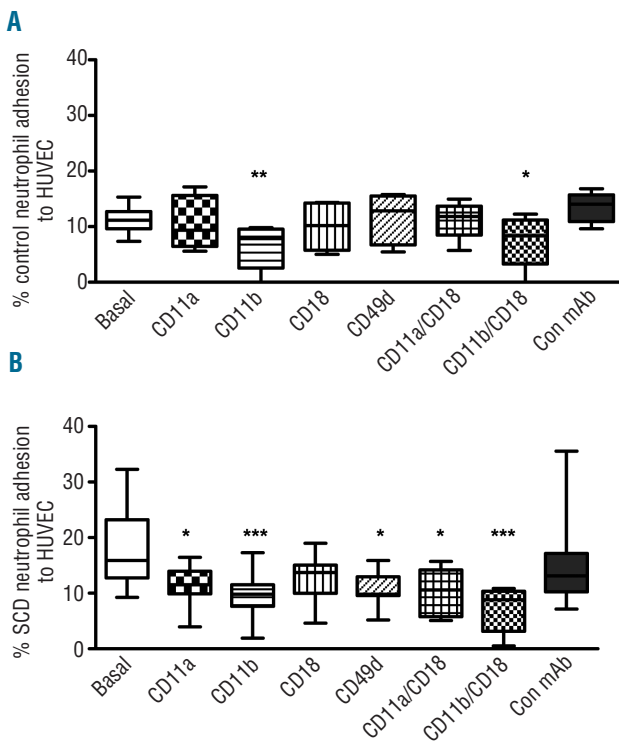 A
% control neutrophil adhesion
to HUVEC
40
30
20
10
0
**
*
Basal
CD11a
CD11b
CD18
CD49d
CD11a/CD18
CD11b/CD18
Con mAb
B
% SCD neutrophil adhesion
to HUVEC
40
30
20
10
0
*
***
*
*
***
Basal
CD11a
CD11b
CD18
CD49d
CD11a/CD18
CD11b/CD18
Con mAb